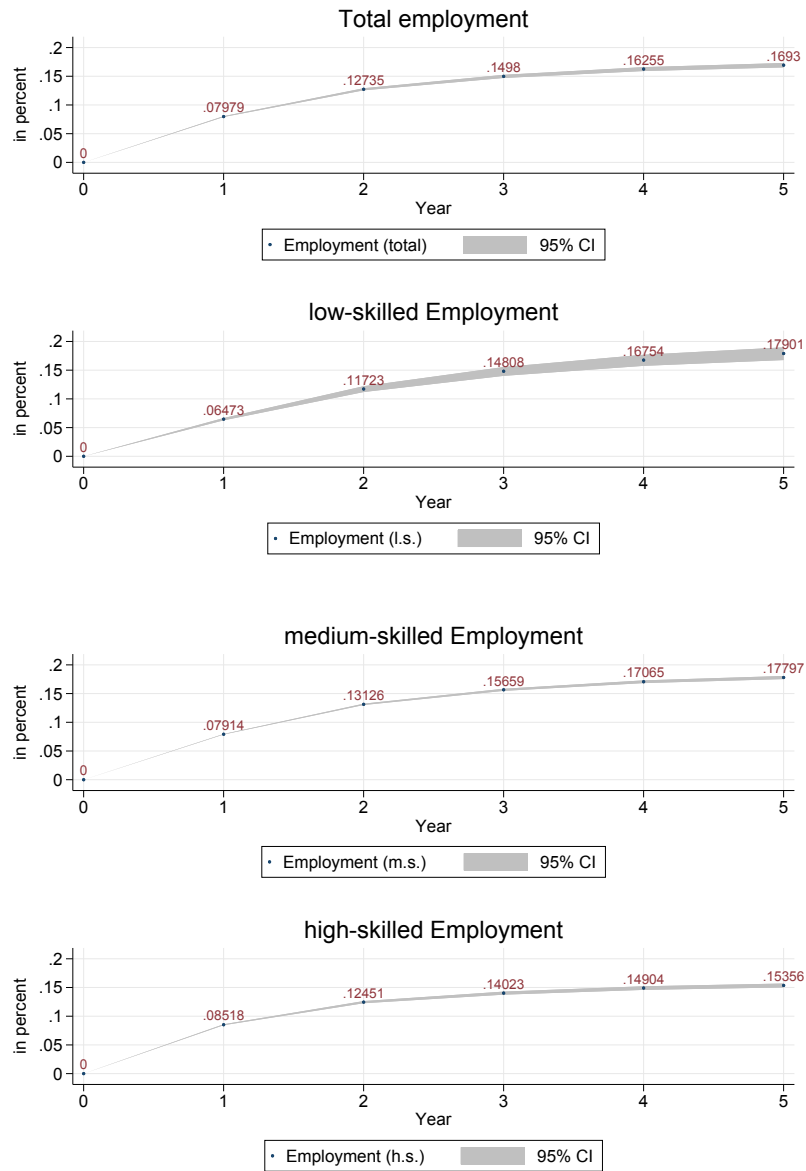 Total employment
in percent
.2
.15
.1
.05
0
0
.07979
.12735
.1498
.16255
.1693
0 1 2 3 4 5
Year
Employment (total) 95% CI
low-skilled Employment
in percent
.2
.15
.1
.05
0
0
.06473
.11723
.14808
.16754
.17901
0 1 2 3 4 5
Year
Employment (l.s.) 95% CI
medium-skilled Employment
in percent
.2
.15
.1
.05
0
0
.07914
.13126
.15659
.17065
.17797
0 1 2 3 4 5
Year
Employment (m.s.) 95% CI
high-skilled Employment
in percent
.2
.15
.1
.05
0
0
.08518
.12451
.14023
.14904
.15356
0 1 2 3 4 5
Year
Employment (h.s.) 95% CI